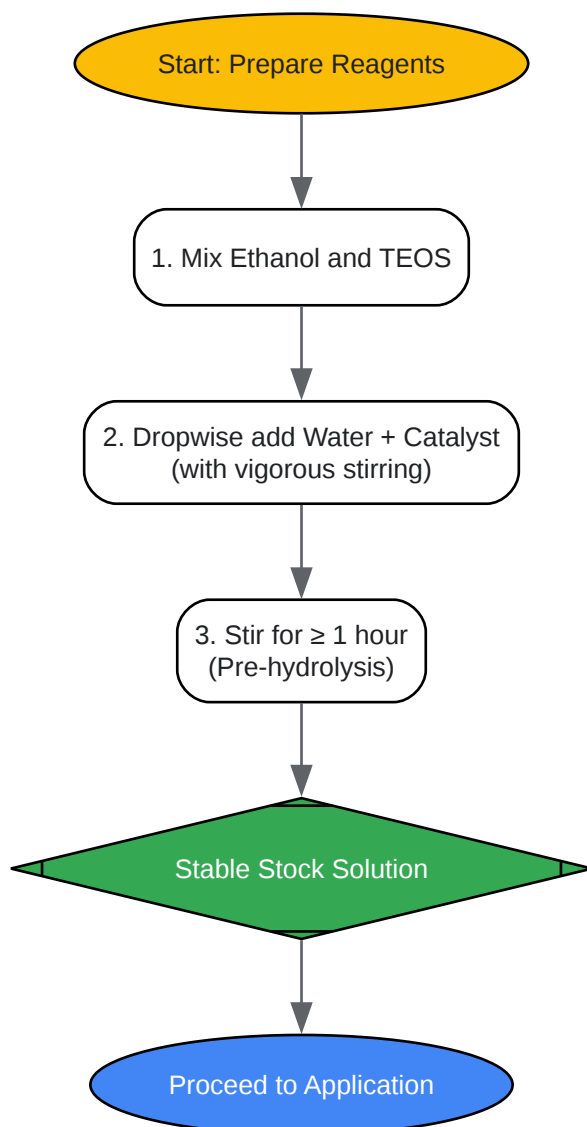 Start: Prepare Reagents
1. Mix Ethanol and TEOS
2. Dropwise add Water + Catalyst
(with vigorous stirring)
3. Stir for ≥ 1 hour
(Pre-hydrolysis)
Stable Stock Solution
Proceed to Application